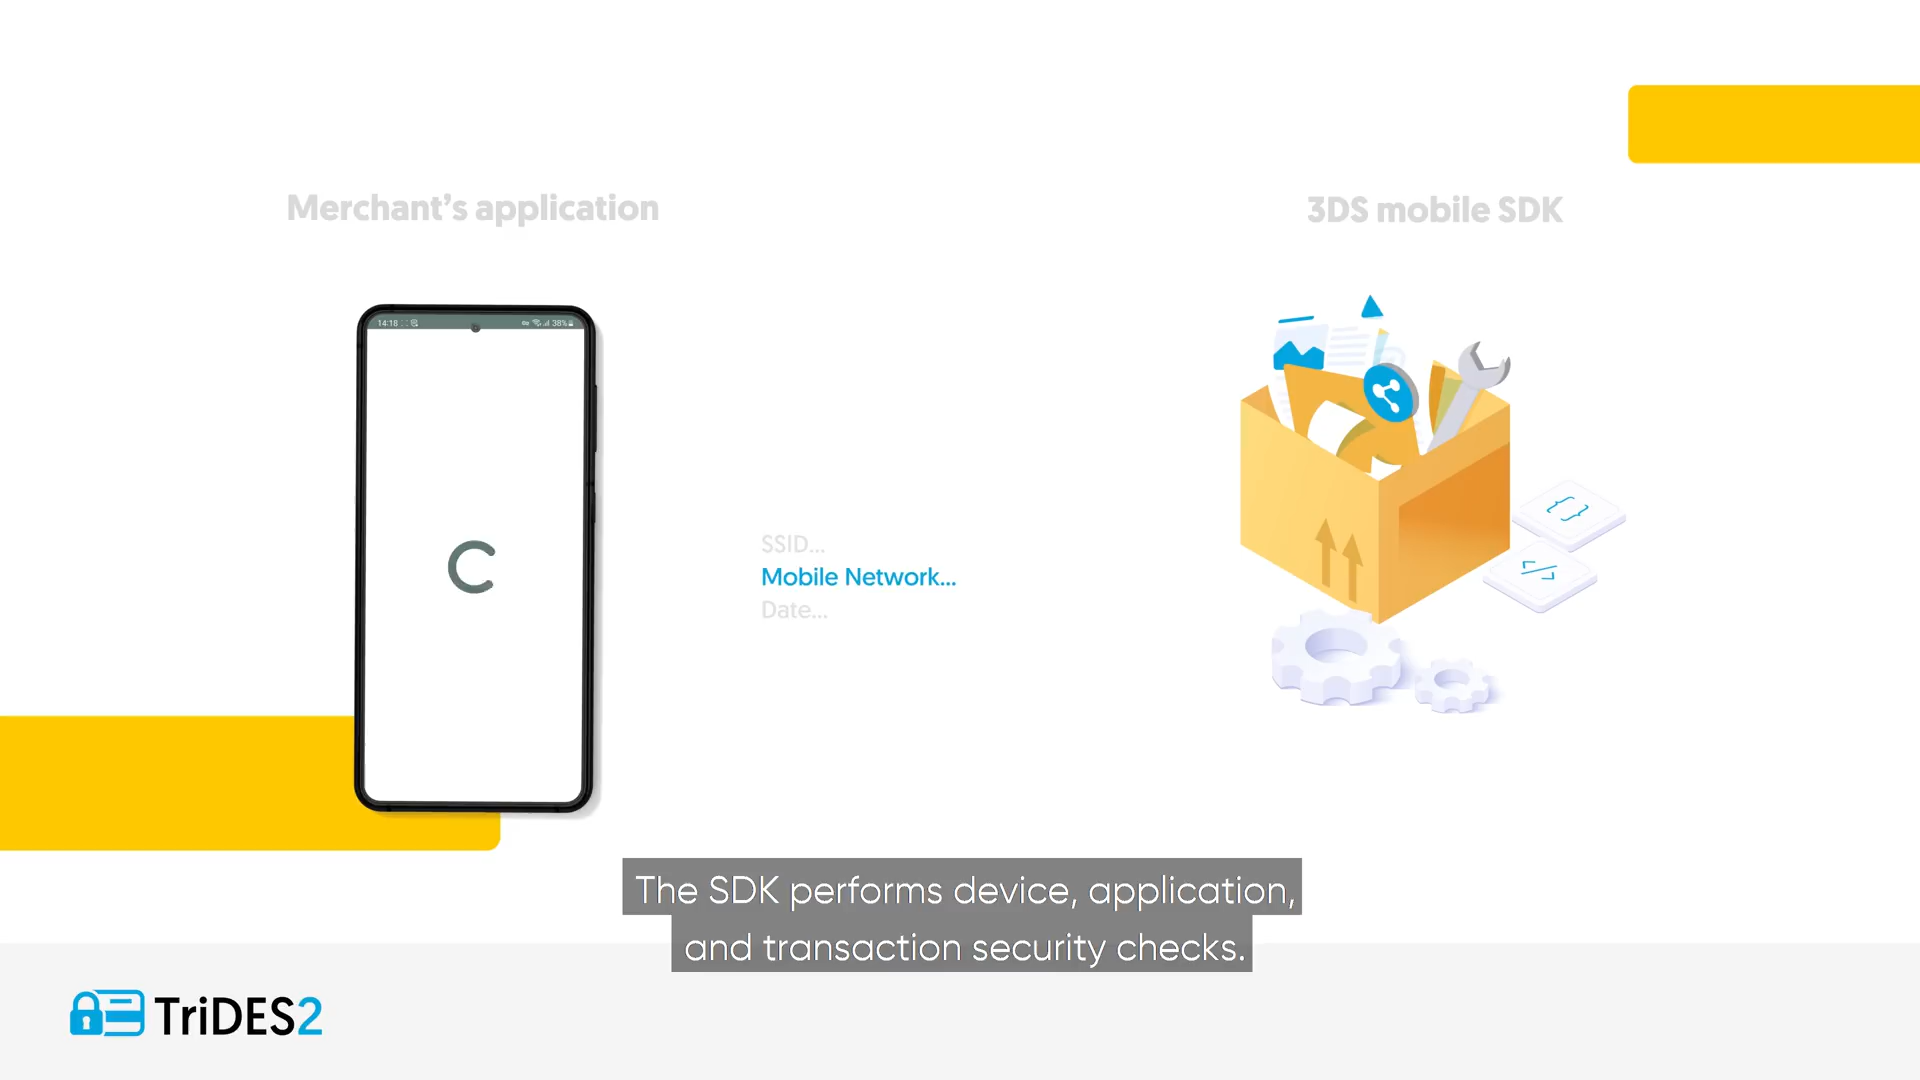 Merchant's application
3DS mobile SDK
14:18
38%
SSID...
Mobile Network...
Date...
{}
</>
The SDK performs device, application,
and transaction security checks.
TriDES2